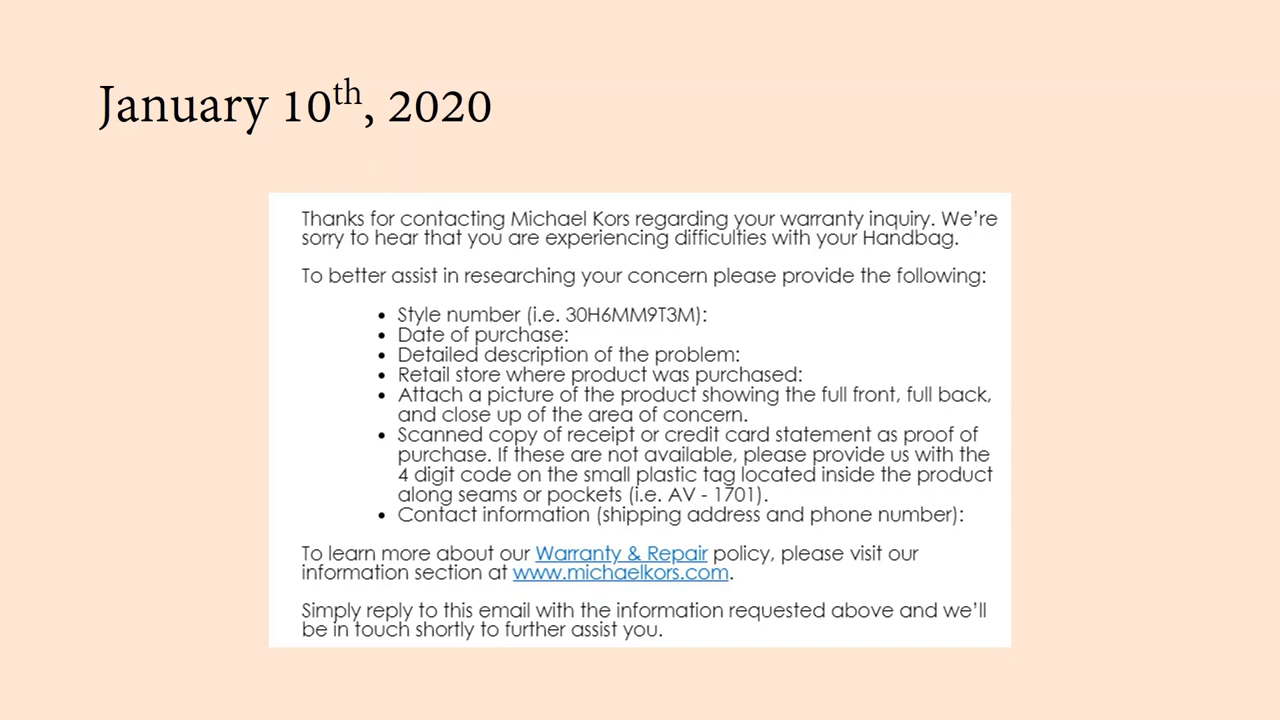 January 10th, 2020
Thanks for contacting Michael Kors regarding your warranty inquiry. We're
sorry to hear that you are experiencing difficulties with your Handbag.
To better assist in researching your concern please provide the following:
• Style number (i.e. 30H6MM9T3M):
• Date of purchase:
• Detailed description of the problem:
• Retail store where product was purchased:
• Attach a picture of the product showing the full front, full back,
and close up of the area of concern.
• Scanned copy of receipt or credit card statement as proof of
purchase. If these are not available, please provide us with the
4 digit code on the small plastic tag located inside the product
along seams or pockets (i.e. AV - 1701).
• Contact information (shipping address and phone number):
To learn more about our Warranty & Repair policy, please visit our
information section at www.michaelkors.com.
Simply reply to this email with the information requested above and we'll
be in touch shortly to further assist you.